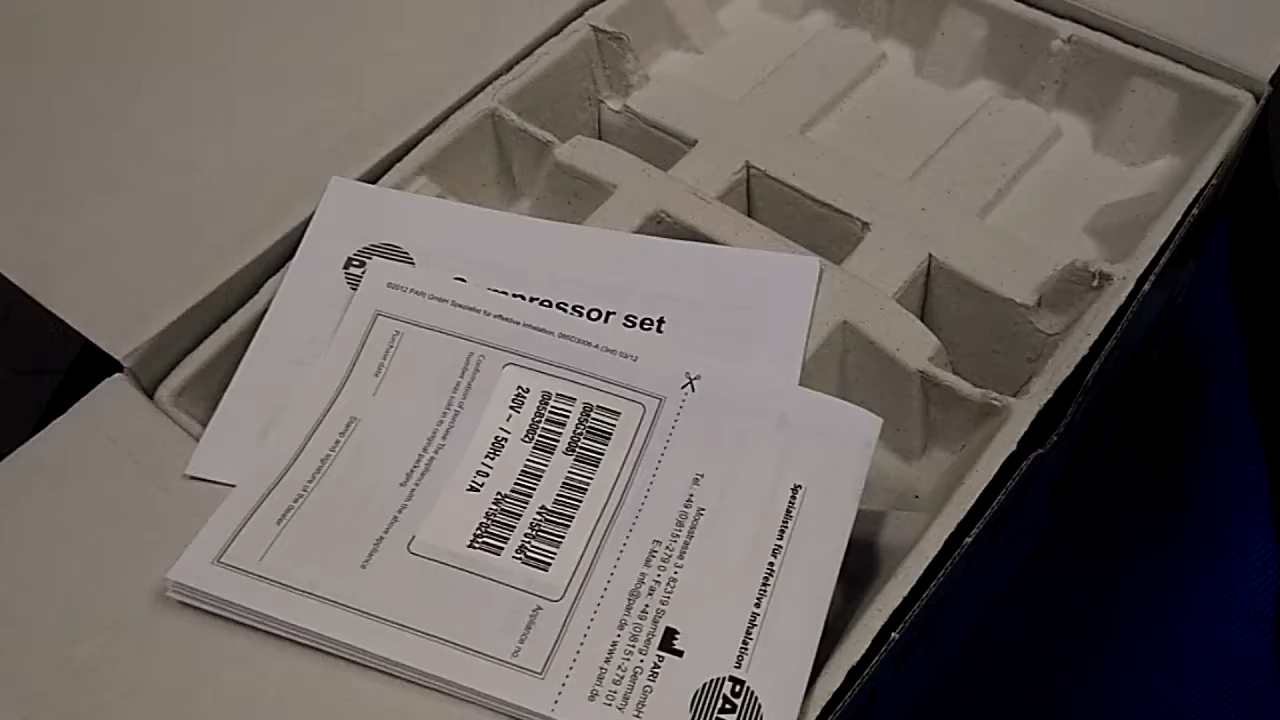 Compressor set
©2012 PARI GmbH Spezialisten für effektive Inhalation, 085D3006-A (3rd) 03/12
Purchase date
Stamp and signature of the dealer
Confirmation of purchase: The appliance with the above appliance
number was sold in its original packaging
240V ~ / 50Hz / 0.7A
(085B3002)
(085G3006)
Appliance no.
Tel.: +49 (0)8151-279 0 • Fax: +49 (0)8151-279 101
E-Mail: info@pari.de • www.pari.de
Moosstrasse 3 • 82319 Starnberg • Germany
PARI GmbH
Spezialisten für effektive Inhalation
PARI